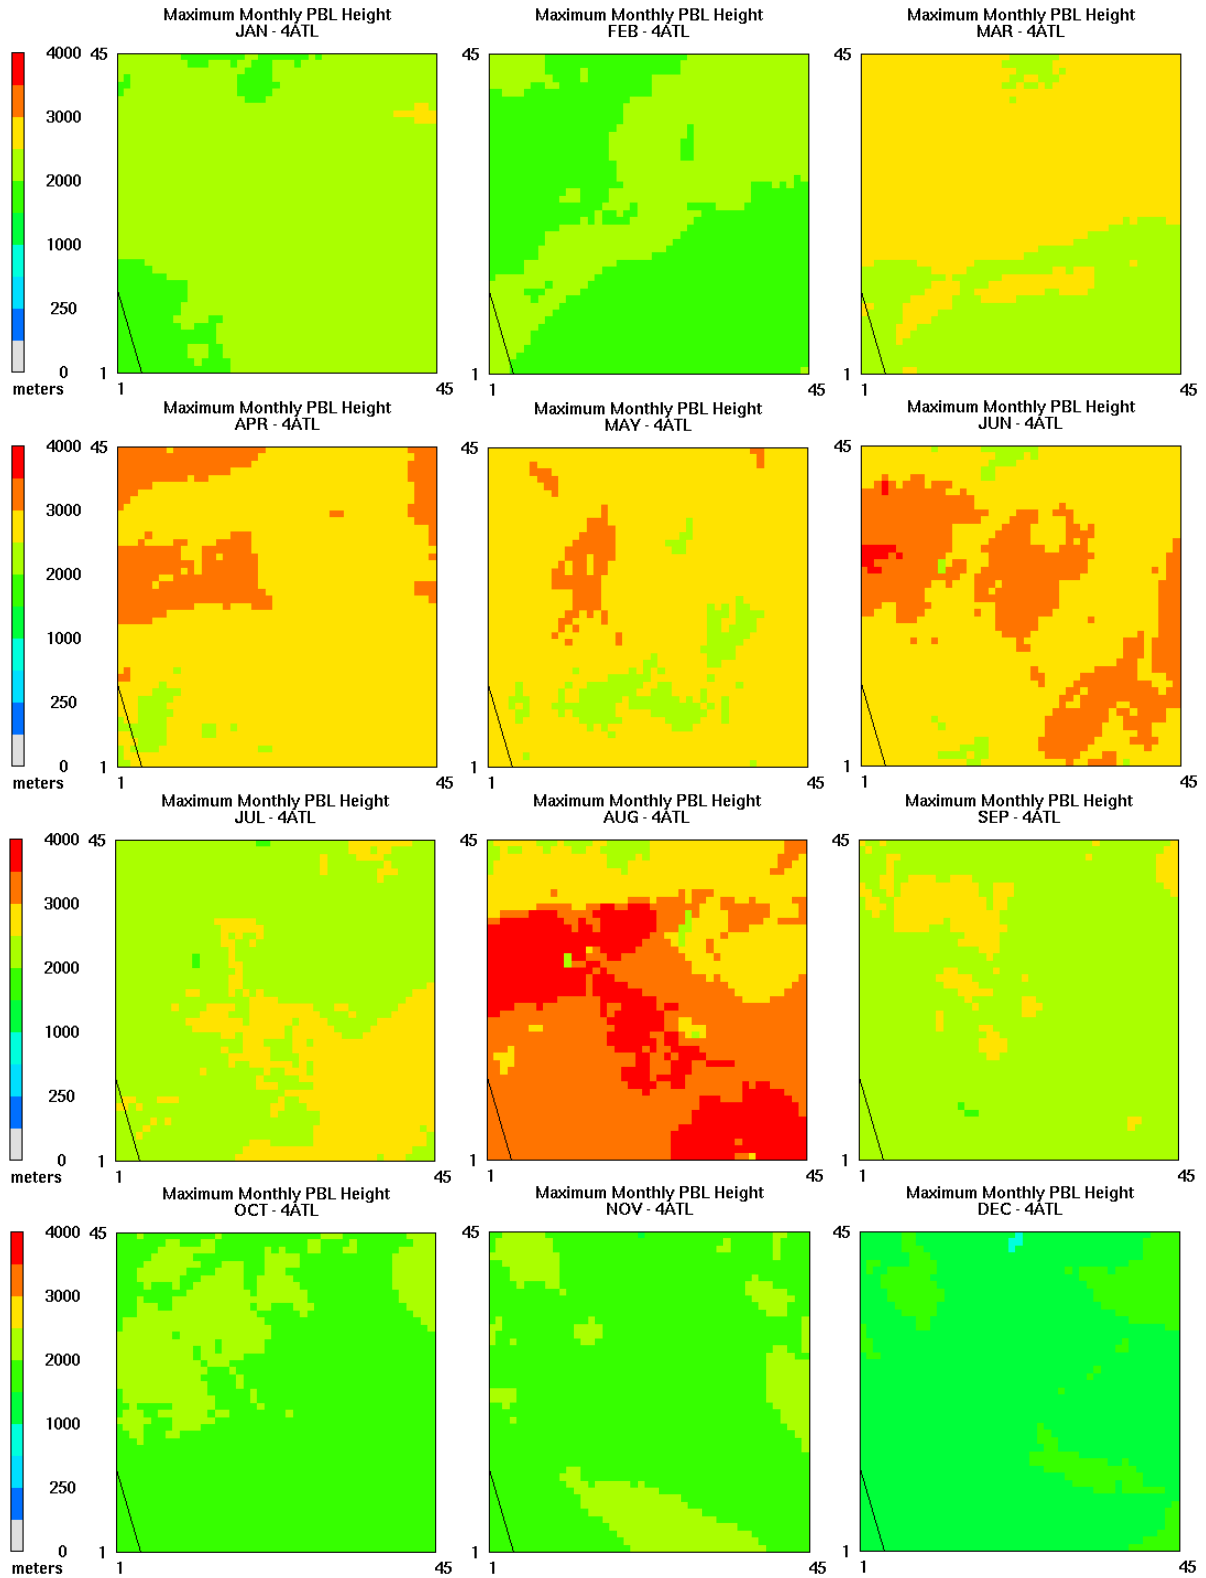 Maximum Monthly PBL Height
JAN - 4ATL
Maximum Monthly PBL Height
FEB - 4ATL
Maximum Monthly PBL Height
MAR - 4ATL
4000
3000
2000
1000
250
0
meters
45
1
1
45
45
1
1
45
45
1
1
45
Maximum Monthly PBL Height
APR - 4ATL
Maximum Monthly PBL Height
MAY - 4ATL
Maximum Monthly PBL Height
JUN - 4ATL
4000
3000
2000
1000
250
0
meters
45
1
1
45
45
1
1
45
45
1
1
45
Maximum Monthly PBL Height
JUL - 4ATL
Maximum Monthly PBL Height
AUG - 4ATL
Maximum Monthly PBL Height
SEP - 4ATL
4000
3000
2000
1000
250
0
meters
45
1
1
45
45
1
1
45
45
1
1
45
Maximum Monthly PBL Height
OCT - 4ATL
Maximum Monthly PBL Height
NOV - 4ATL
Maximum Monthly PBL Height
DEC - 4ATL
4000
3000
2000
1000
250
0
meters
45
1
1
45
45
1
1
45
45
1
1
45